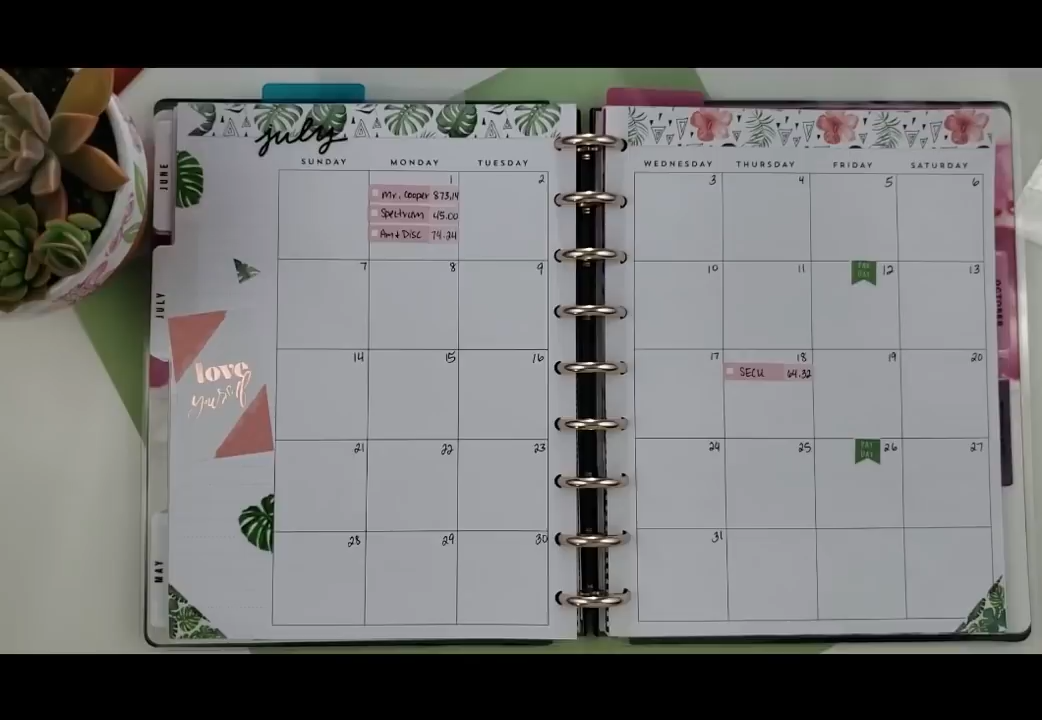 july
SUNDAY MONDAY TUESDAY WEDNESDAY THURSDAY FRIDAY SATURDAY
1 2 3 4 5 6
Mr. Cooper 873.14
Spectrum 45.00
Am+Disc 74.24
7 8 9 10 11 PAY DAY 12 13
14 15 16 17 18 19 20
SECU 64.32
21 22 23 24 25 PAY DAY 26 27
28 29 30 31
love
yourself
JUNE
JULY
MAY
OCTOBER